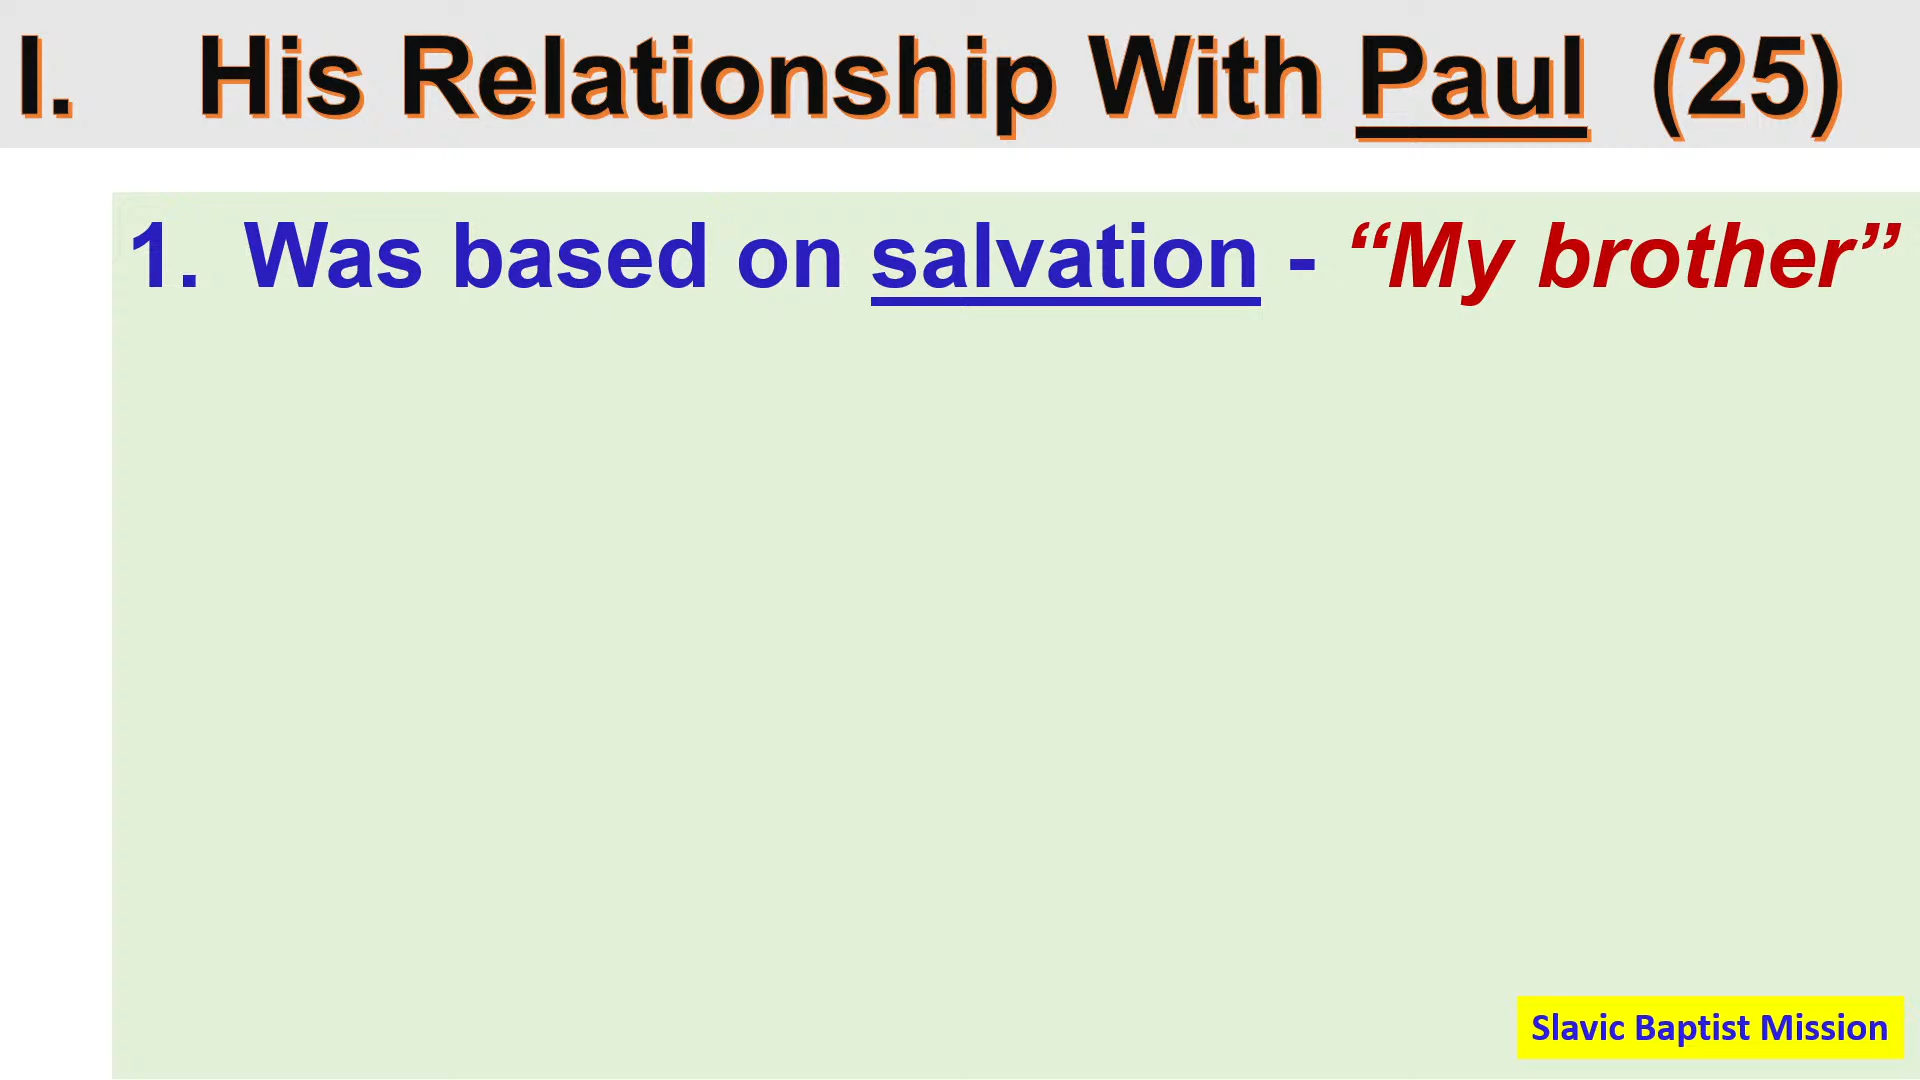 I. His Relationship With Paul (25)
1. Was based on salvation - “My brother”
Slavic Baptist Mission